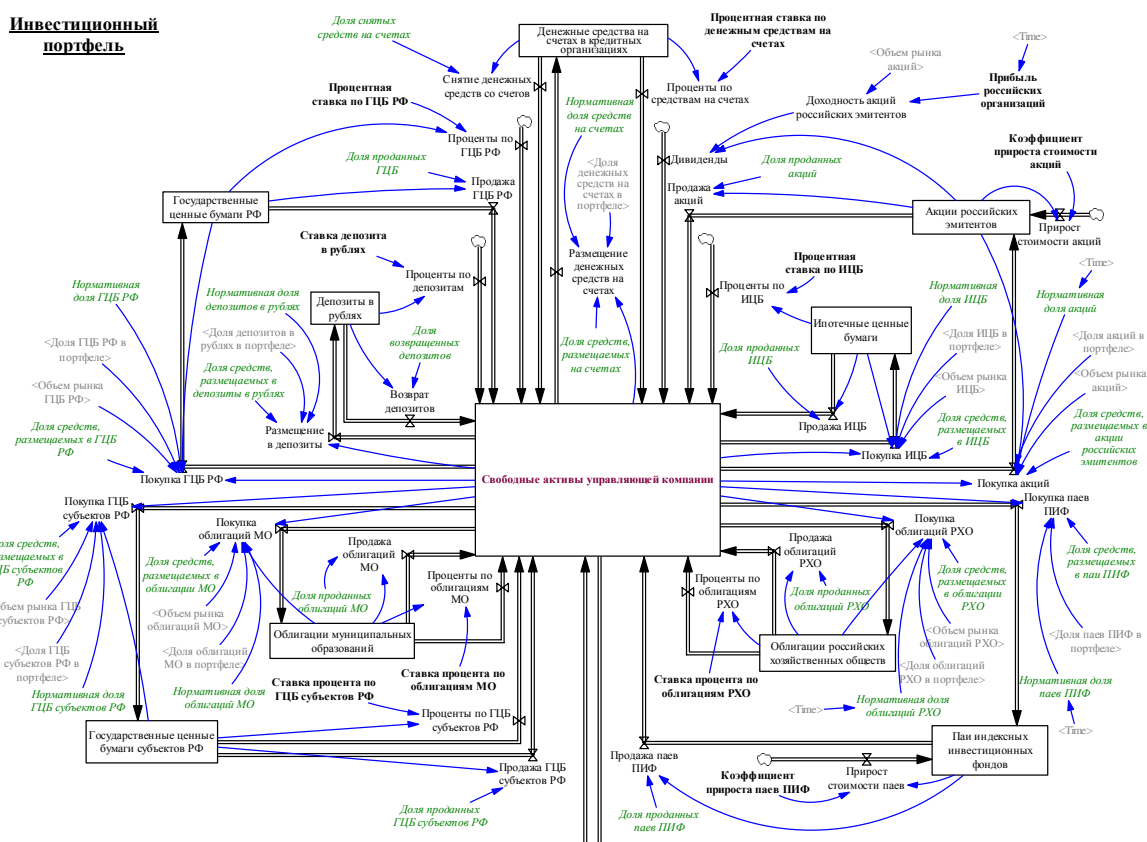 Инвестиционный
портфель
Доля снятых
средств на счетах
Денежные средства на
счетах в кредитных
организациях
Процентная ставка по
денежным средствам на
счетах
<Time>
<Объем рынка
акций>
Прибыль
российских
организаций
Снятие денежных
средств со счетов
Проценты по
средствам на счетах
Процентная
ставка по ГЦБ РФ
Нормативная
доля средств
на счетах
Доходность акций
российских эмитентов
Коэффициент
прироста стоимости
акций
Проценты по
ГЦБ РФ
Доля проданных
ГЦБ
Продажа
ГЦБ РФ
<Доля
денежных
средств на
счетах в
портфеле>
Дивиденды
Доля проданных
акций
Продажа
акций
Государственные
ценные бумаги РФ
Акции российских
эмитентов
Прирост
стоимости акций
Ставка депозита
в рублях
Проценты по
депозитам
Размещение
денежных
средств на
счетах
Процентная
ставка по ИЦБ
Проценты по
ИЦБ
<Time>
Нормативная
доля ГЦБ РФ
Нормативная доля
депозитов в рублях
Депозиты в
рублях
Нормативная
доля ИЦБ
Нормативная
доля акций
Ипотечные ценные
бумаги
<Доля ГЦБ РФ в
портфеле>
<Доля депозитов в
рублях в портфеле>
Доля
возвращенных
депозитов
Доля средств,
размещаемых
на счетах
Доля проданных
ИЦБ
<Доля ИЦБ в
портфеле>
<Доля акций в
портфеле>
<Объем рынка
ГЦБ РФ>
Доля средств,
размещаемых в
депозиты в рублях
Возврат
депозитов
<Объем рынка
ИЦБ>
<Объем рынка
акций>
Доля средств,
размещаемых в ГЦБ
РФ
Размещение
в депозиты
Продажа ИЦБ
Доля средств,
размещаемых
в ИЦБ
Доля средств,
размещаемых в
акции
российских
эмитентов
Покупка ИЦБ
Покупка ГЦБ РФ
Свободные активы управляющей компании
Покупка акций
Покупка ГЦБ
субъектов РФ
Покупка
облигаций МО
Покупка
облигаций РХО
Покупка паев
ПИФ
Доля средств,
размещаемых в
ГЦБ субъектов
РФ
Доля средств,
размещаемых в
облигации МО
Продажа
облигаций
МО
Проценты по
облигациям
МО
Продажа
облигаций
РХО
Проценты по
облигациям
РХО
Доля средств,
размещаемых
в облигации
РХО
Доля средств,
размещаемых
в паи ПИФ
Доля проданных
облигаций МО
Доля проданных
облигаций РХО
<Объем рынка ГЦБ
субъектов РФ>
<Объем рынка
облигаций МО>
<Объем рынка
облигаций РХО>
<Доля ГЦБ
субъектов РФ в
портфеле>
<Доля облигаций
МО в портфеле>
Облигации муниципальных
образований
Облигации российских
хозяйственных обществ
<Доля облигаций
РХО в портфеле>
<Доля паев ПИФ в
портфеле>
Нормативная доля
ГЦБ субъектов РФ
Нормативная доля
облигаций МО
Ставка процента по
ГЦБ субъектов РФ
Ставка процента по
облигациям МО
Ставка процента по
облигациям РХО
<Time>
Нормативная доля
облигаций РХО
Нормативная доля
паев ПИФ
<Time>
Проценты по ГЦБ
субъектов РФ
Государственные ценные
бумаги субъектов РФ
Паи индексных
инвестиционных
фондов
Продажа ГЦБ
субъектов РФ
Продажа паев
ПИФ
Коэффициент
прироста паев ПИФ
Прирост
стоимости паев
Доля проданных
ГЦБ субъектов РФ
Доля проданных
паев ПИФ